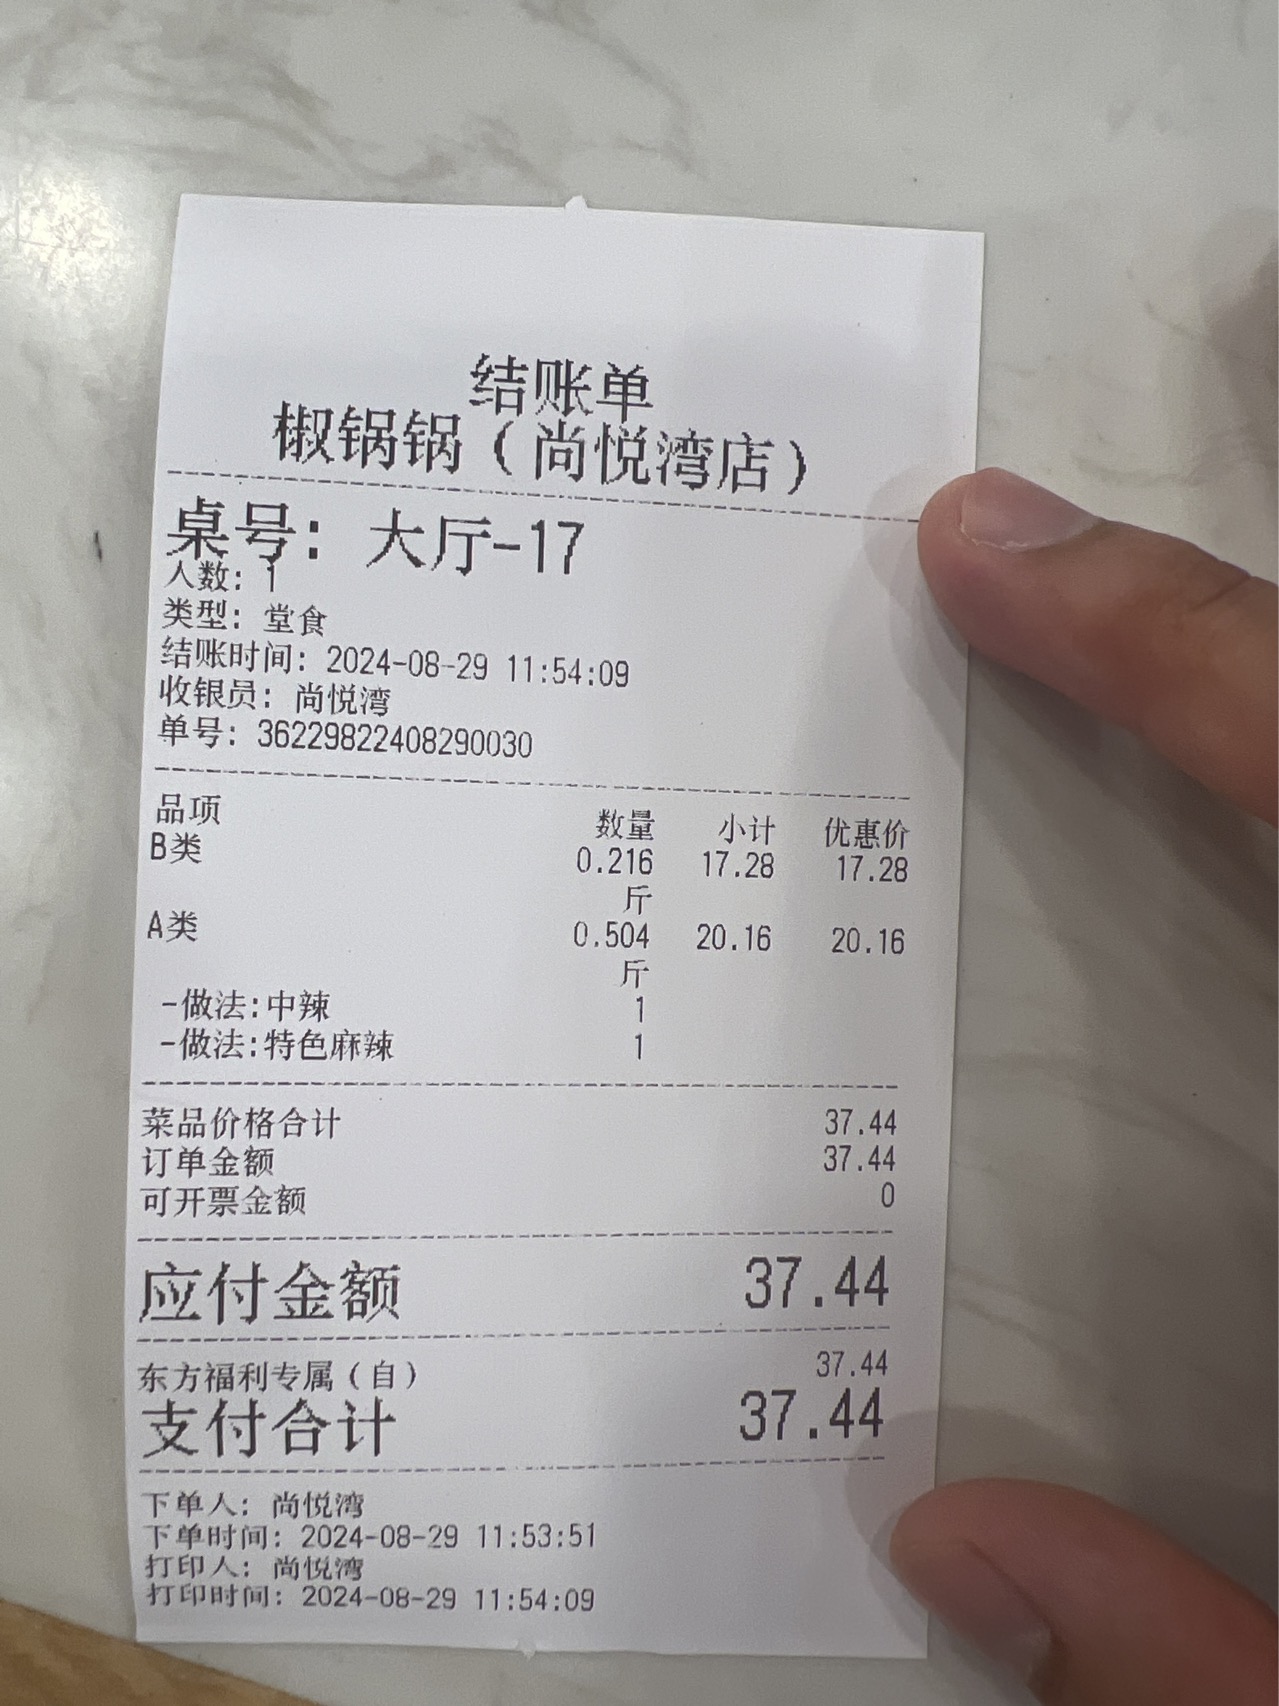 结账单
椒锅锅（尚悦湾店）
桌号：大厅-17
人数：1
类型：堂食
结账时间：2024-08-29 11:54:09
收银员：尚悦湾
单号：36229822408290030
品项 数量 小计 优惠价
B类 0.216 17.28 17.28
斤
A类 0.504 20.16 20.16
斤
-做法:中辣 1
-做法:特色麻辣 1
菜品价格合计 37.44
订单金额 37.44
可开票金额 0
应付金额 37.44
东方福利专属（自） 37.44
支付合计 37.44
下单人：尚悦湾
下单时间：2024-08-29 11:53:51
打印人：尚悦湾
打印时间：2024-08-29 11:54:09